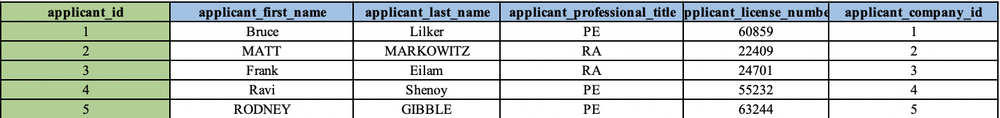 applicant_id applicant_first_name applicant_last_name applicant_professional_title pplicant_license_numbe applicant_company_id
1 Bruce Lilker PE 60859 1
2 MATT MARKOWITZ RA 22409 2
3 Frank Eilam RA 24701 3
4 Ravi Shenoy PE 55232 4
5 RODNEY GIBBLE PE 63244 5